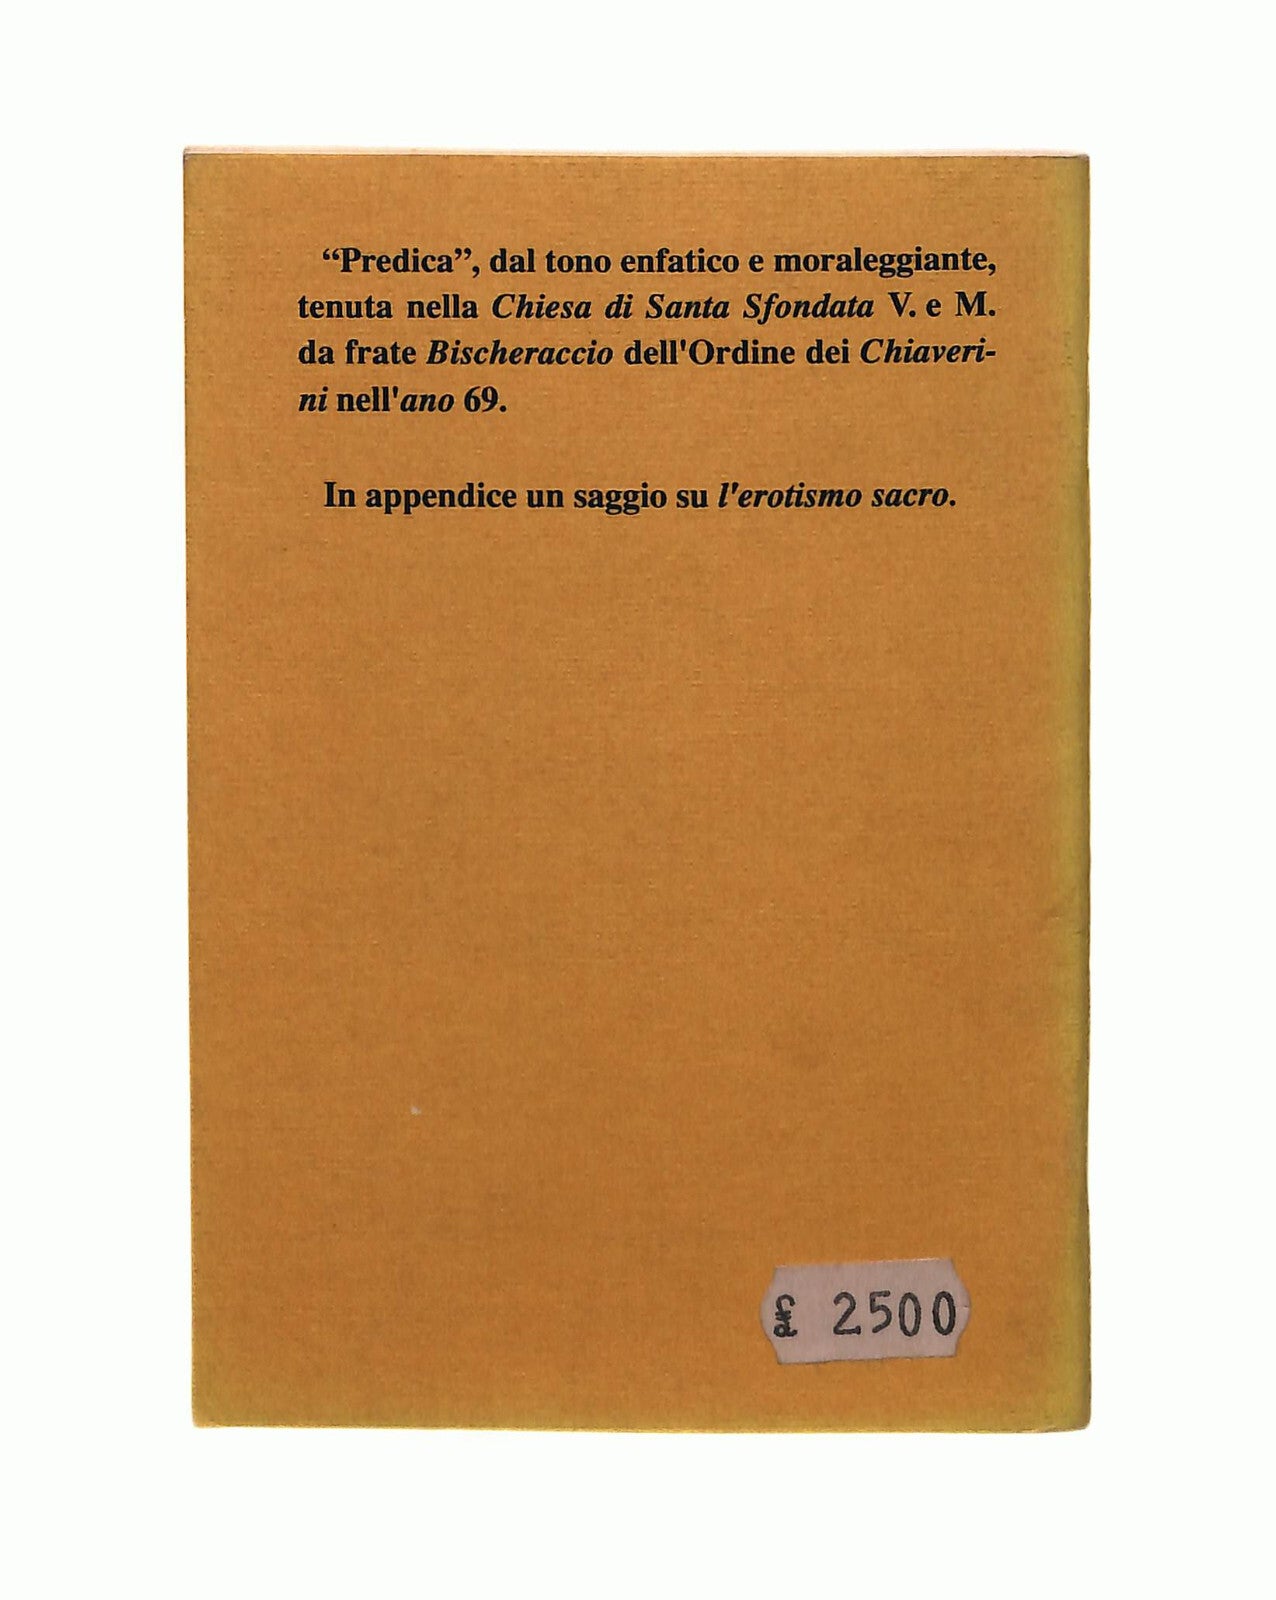 “Predica”, dal tono enfatico e moraleggiante,
tenuta nella Chiesa di Santa Sfondata V. e M.
da frate Bischeraccio dell'Ordine dei Chiaveri-
ni nell'ano 69.
In appendice un saggio su l'erotismo sacro.
£ 2500